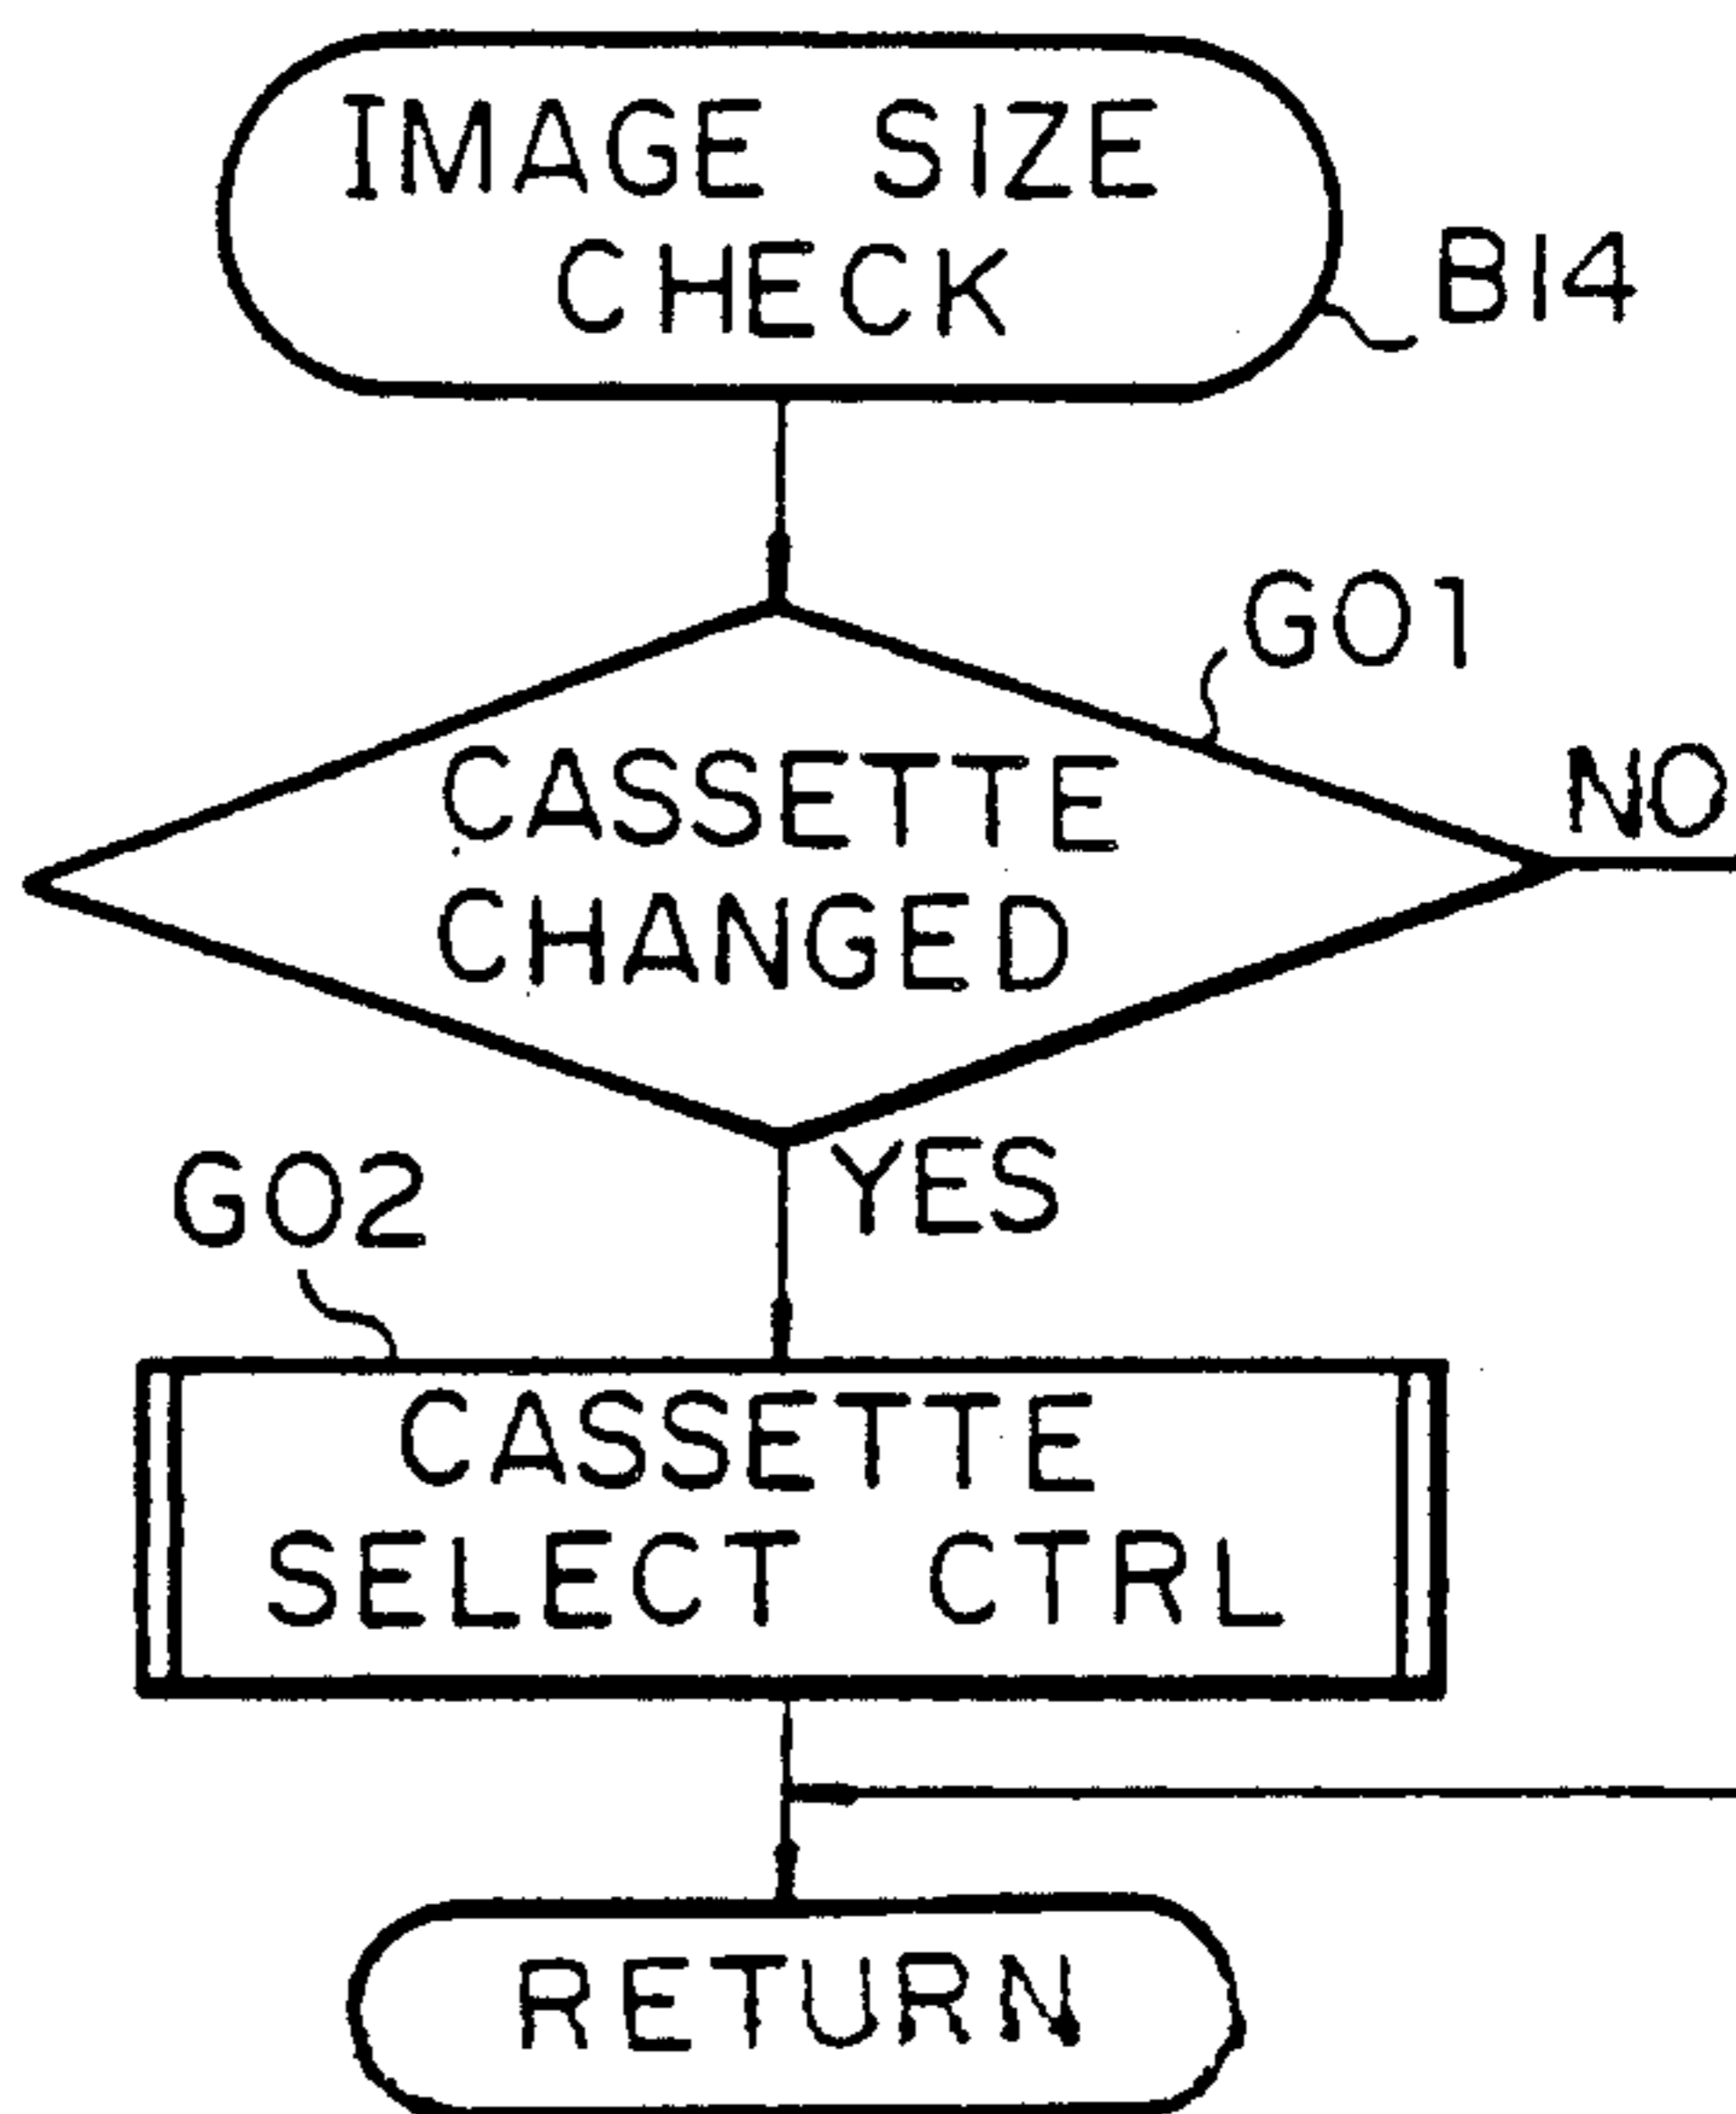 IMAGE SIZE
CHECK
B14
G01
CASSETTE
CHANGED
NO
YES
G02
CASSETTE
SELECT CTRL
RETURN